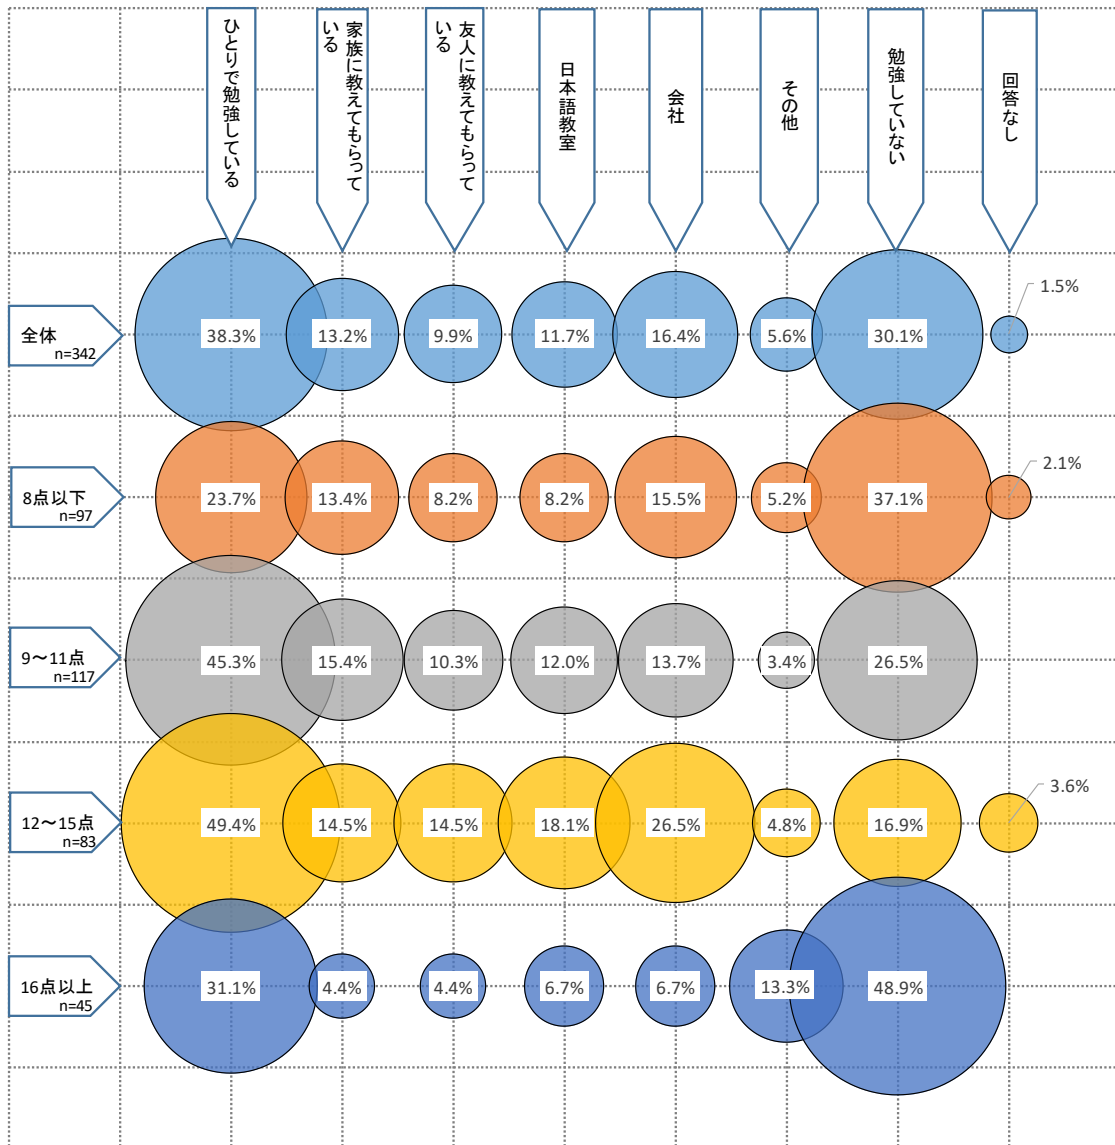 ひとりで勉強している
家族に教えてもらって
いる
友人に教えてもらって
いる
日本語教室
会社
その他
勉強していない
回答なし
全体
n=342
38.3%
13.2%
9.9%
11.7%
16.4%
5.6%
30.1%
1.5%
8点以下
n=97
23.7%
13.4%
8.2%
8.2%
15.5%
5.2%
37.1%
2.1%
9～11点
n=117
45.3%
15.4%
10.3%
12.0%
13.7%
3.4%
26.5%
12～15点
n=83
49.4%
14.5%
14.5%
18.1%
26.5%
4.8%
16.9%
3.6%
16点以上
n=45
31.1%
4.4%
4.4%
6.7%
6.7%
13.3%
48.9%